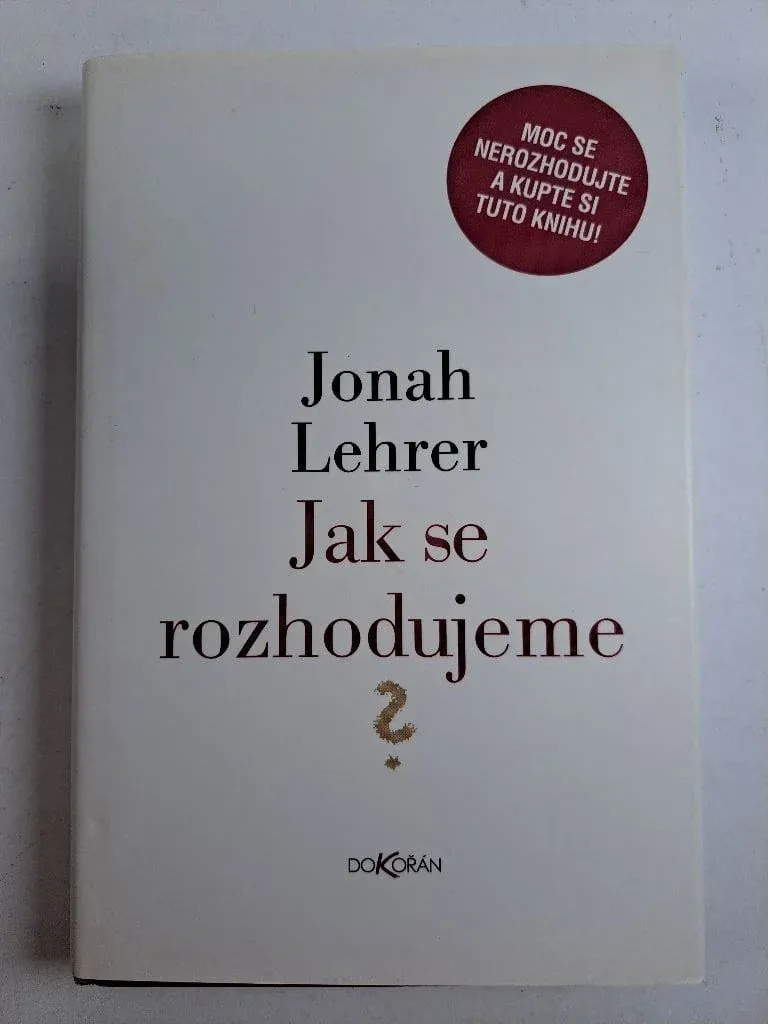 MOC SE
NEROZHODUJTE
A KUPTE SI
TUTO KNIHU!
Jonah
Lehrer
Jak se
rozhodujeme
?
DOKOŘÁN